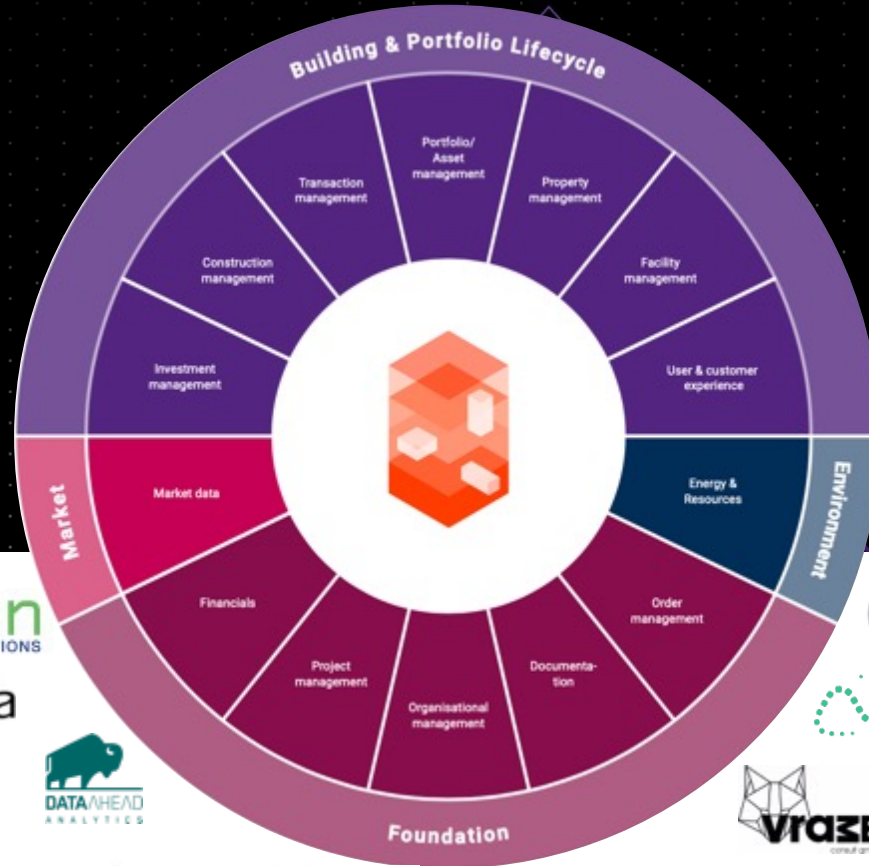 Building & Portfolio Lifecycle
Portfolio/
Asset
management
Transaction
management
Property
management
Construction
management
Facility
management
Investment
management
User & customer
experience
Market
Market data
Energy &
Resources
Environment
Financials
Order
management
Project
management
Documenta-
tion
Organisational
management
Foundation
n
IONS
a
DATAAHEAD
ANALYTICS